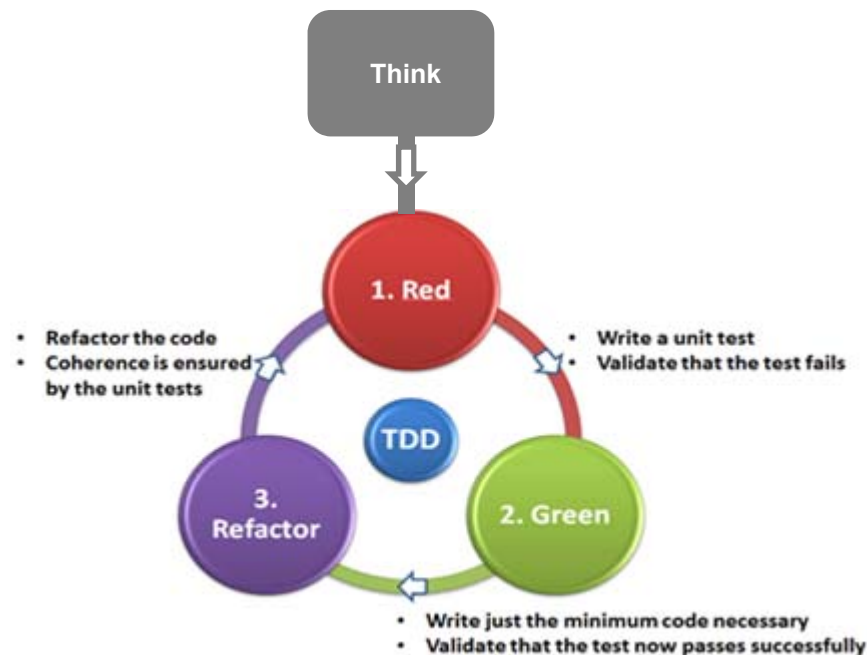 Think
1. Red
• Write a unit test
• Validate that the test fails
• Refactor the code
• Coherence is ensured
by the unit tests
TDD
2. Green
3.
Refactor
• Write just the minimum code necessary
• Validate that the test now passes successfully